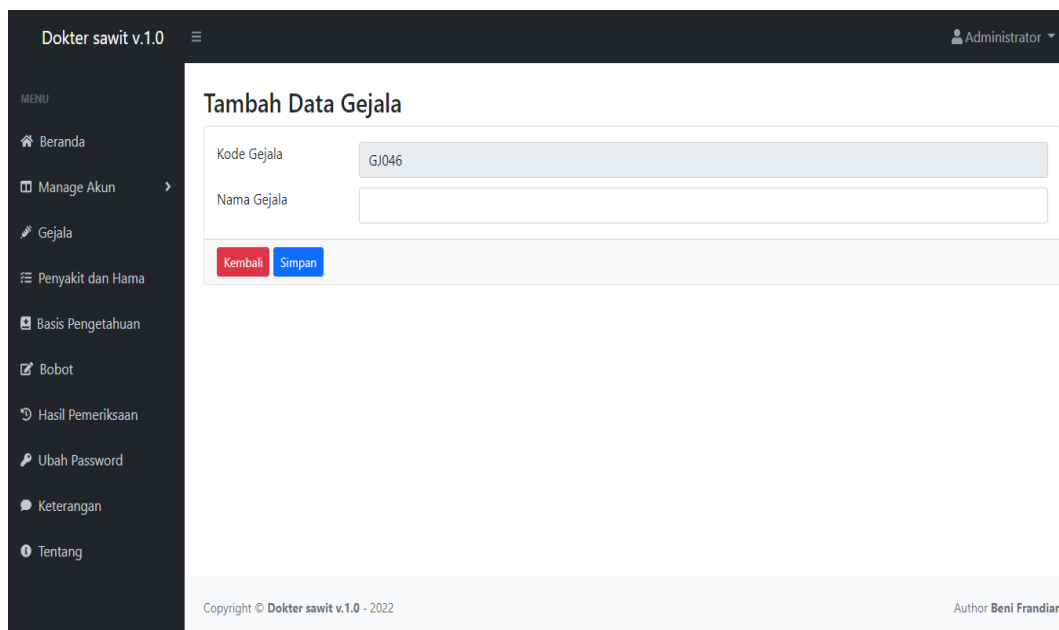 Dokter sawit v.1.0
Administrator
MENU
Beranda
Manage Akun
Gejala
Penyakit dan Hama
Basis Pengetahuan
Bobot
Hasil Pemeriksaan
Ubah Password
Keterangan
Tentang
Tambah Data Gejala
Kode Gejala GJ046
Nama Gejala
Kembali Simpan
Copyright © Dokter sawit v.1.0 - 2022 Author Beni Frandian